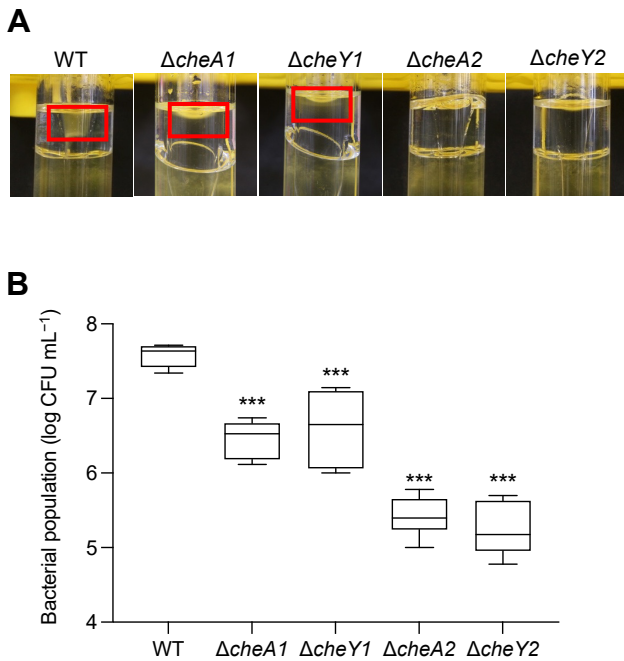 A
WT ΔcheA1 ΔcheY1 ΔcheA2 ΔcheY2
B
Bacterial population (log CFU mL⁻¹)
8
7
6
5
4
***
***
***
***
WT ΔcheA1 ΔcheY1 ΔcheA2 ΔcheY2